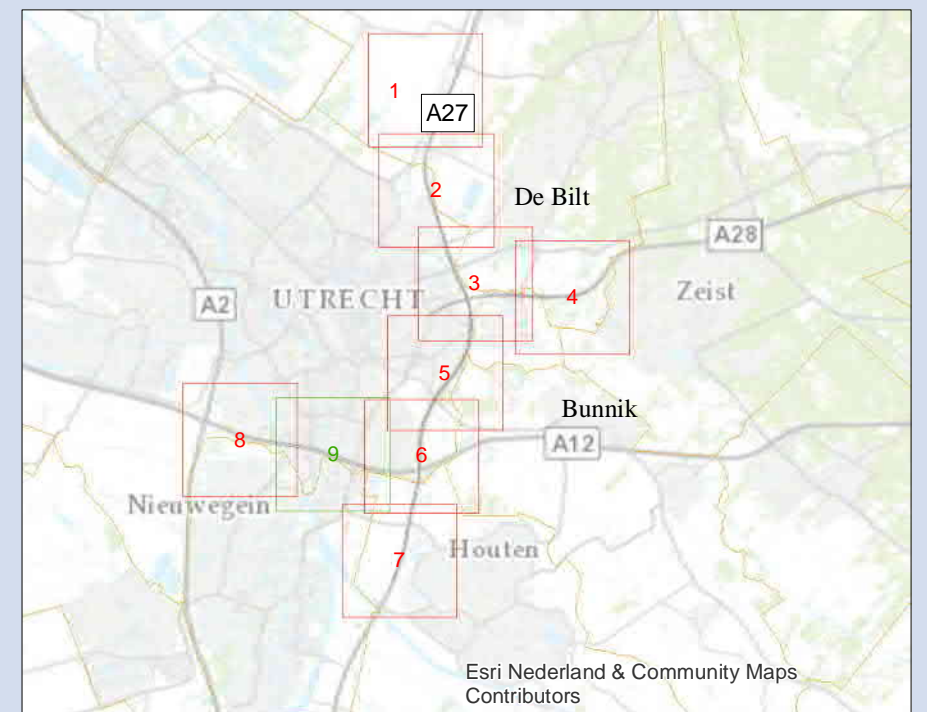 1
A27
2
De Bilt
A28
3
4
Zeist
A2
UTRECHT
5
Bunnik
8
9
6
A12
Nieuwegein
Houten
7
Esri Nederland & Community Maps
Contributors